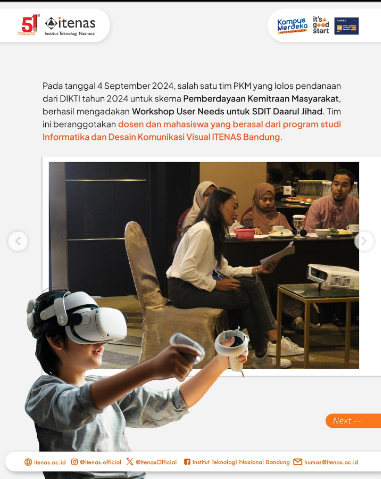 51
itenas
Institut Teknologi Nasional
Kampus
Merdeka
it's a
good
start
Pada tanggal 4 September 2024, salah satu tim PKM yang lolos pendanaan
dari DIKTI tahun 2024 untuk skema Pemberdayaan Kemitraan Masyarakat,
berhasil mengadakan Workshop User Needs untuk SDIT Daarul Jihad. Tim
ini beranggotakan dosen dan mahasiswa yang berasal dari program studi
Informatika dan Desain Komunikasi Visual ITENAS Bandung.
Next
itenas.ac.id @itenas.official @itenasOfficial Institut Teknologi Nasional Bandung humas@itenas.ac.id